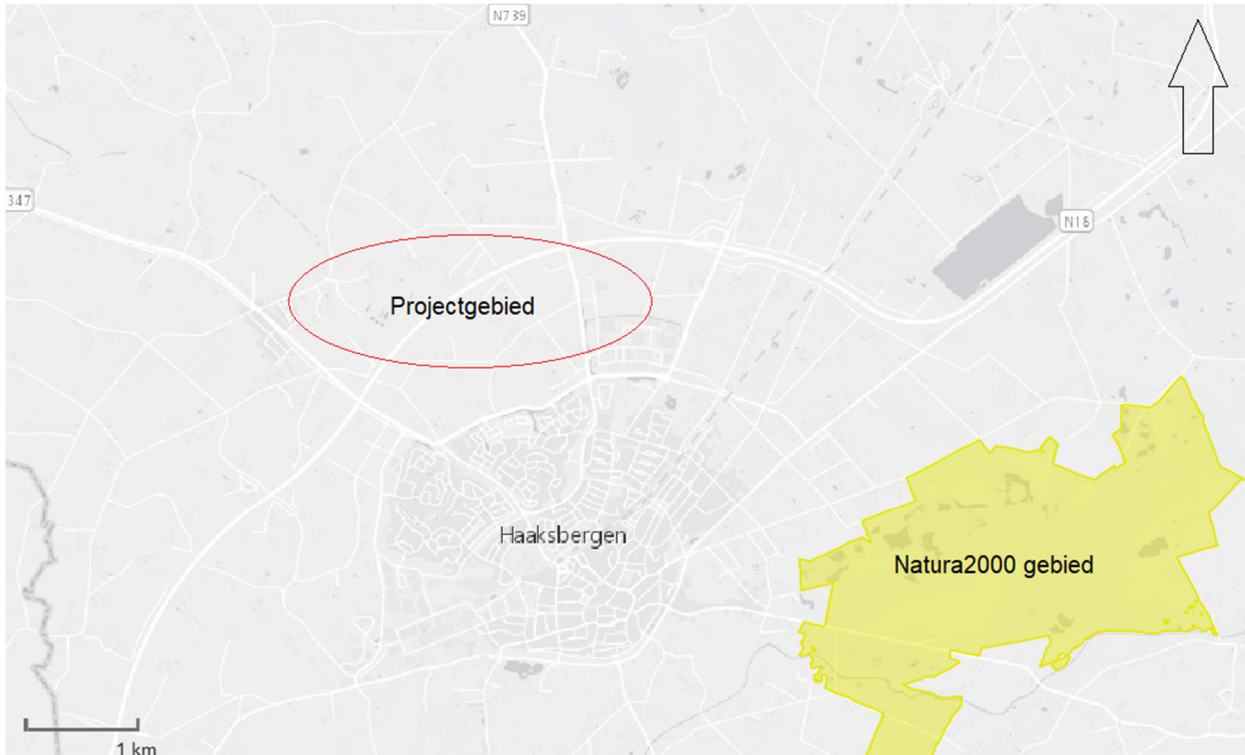 N739
347
N18
Projectgebied
Haaksbergen
Natura2000 gebied
1 km